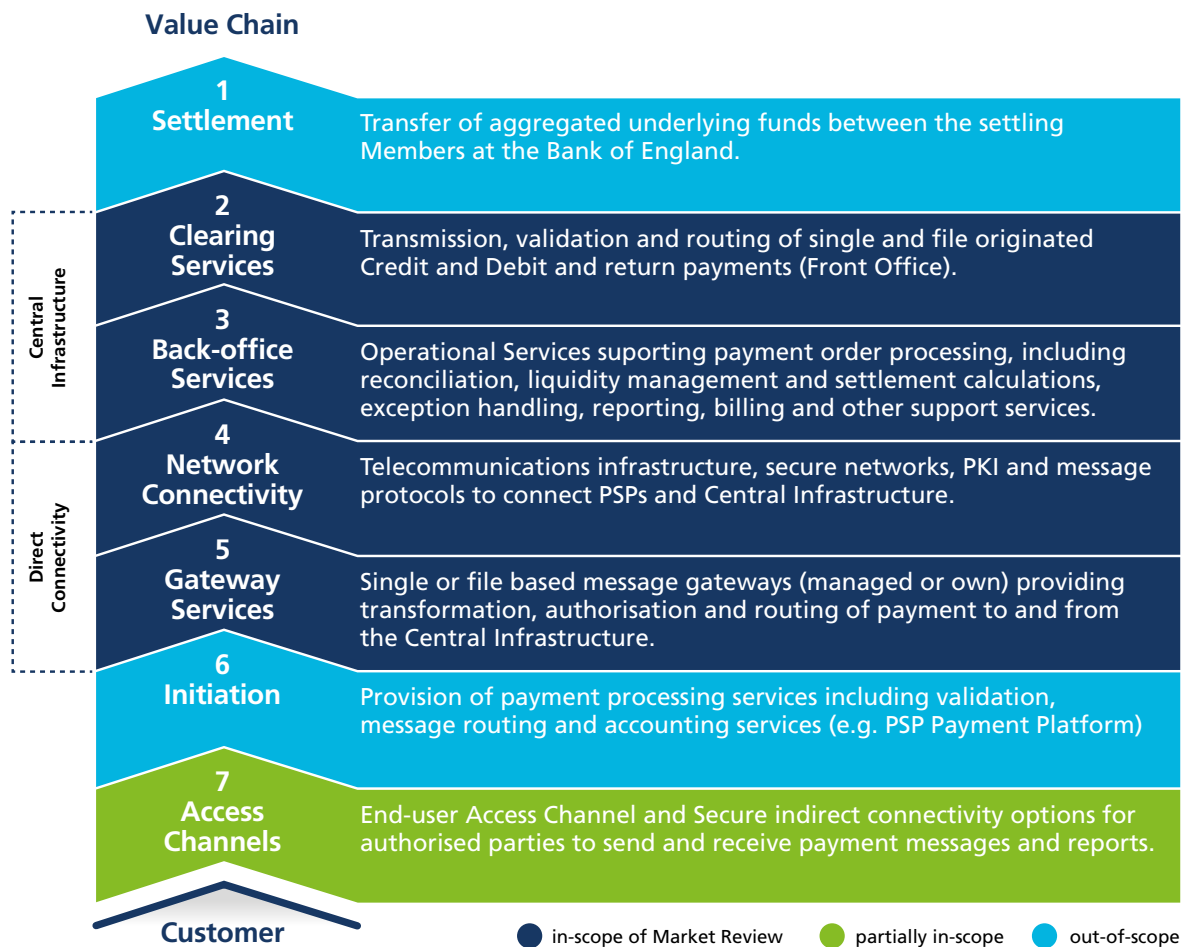 Value Chain
1
Settlement
Transfer of aggregated underlying funds between the settling
Members at the Bank of England.
Central
Infrastructure
2
Clearing
Services
Transmission, validation and routing of single and file originated
Credit and Debit and return payments (Front Office).
3
Back-office
Services
Operational Services suporting payment order processing, including
reconciliation, liquidity management and settlement calculations,
exception handling, reporting, billing and other support services.
Direct
Connectivity
4
Network
Connectivity
Telecommunications infrastructure, secure networks, PKI and message
protocols to connect PSPs and Central Infrastructure.
5
Gateway
Services
Single or file based message gateways (managed or own) providing
transformation, authorisation and routing of payment to and from
the Central Infrastructure.
6
Initiation
Provision of payment processing services including validation,
message routing and accounting services (e.g. PSP Payment Platform)
7
Access
Channels
End-user Access Channel and Secure indirect connectivity options for
authorised parties to send and receive payment messages and reports.
Customer
in-scope of Market Review
partially in-scope
out-of-scope